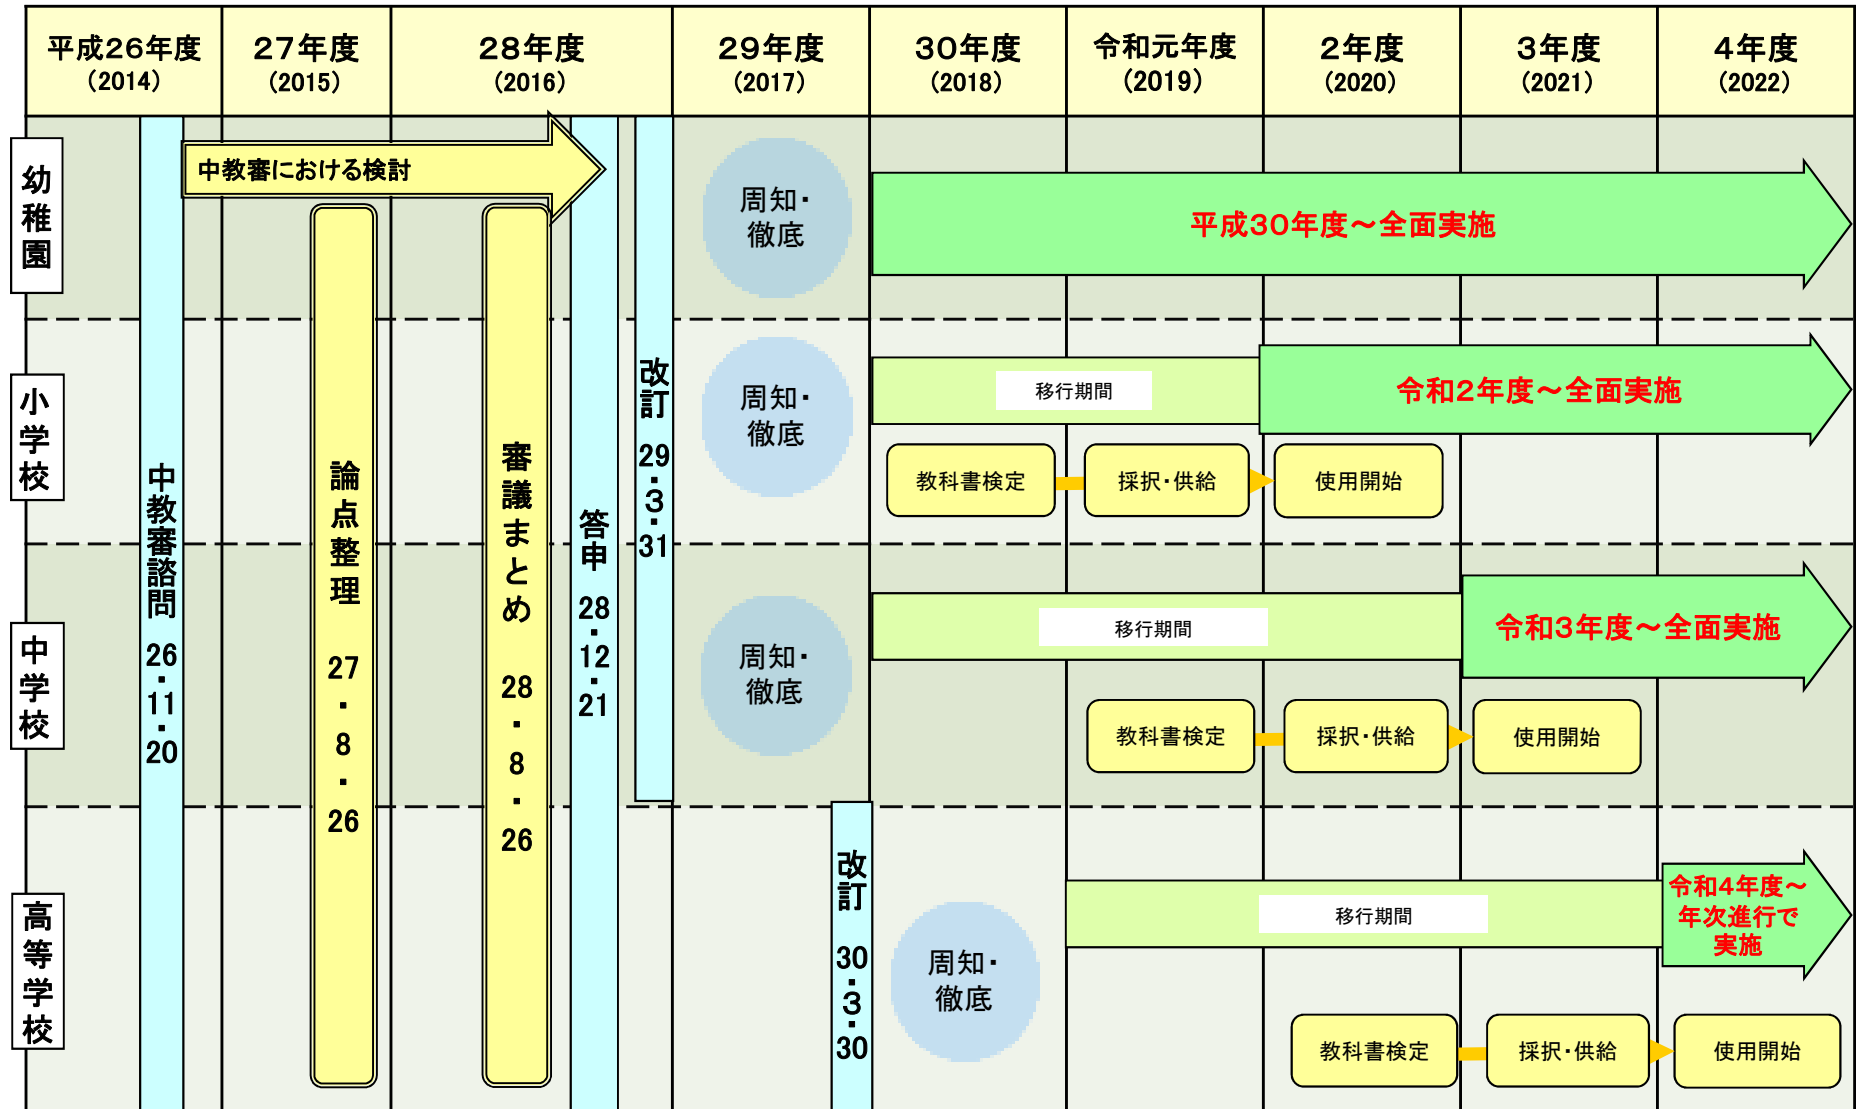 平成26年度
（2014）
27年度
（2015）
28年度
（2016）
29年度
（2017）
30年度
（2018）
令和元年度
（2019）
2年度
（2020）
3年度
（2021）
4年度
（2022）
幼稚園
小学校
中学校
高等学校
中教審諮問 26・11・20
中教審における検討
論点整理 27・8・26
審議まとめ 28・8・26
答申 28・12・21
改訂 29・3・31
周知・
徹底
平成30年度～全面実施
周知・
徹底
移行期間
令和2年度～全面実施
教科書検定
採択・供給
使用開始
周知・
徹底
移行期間
令和3年度～全面実施
教科書検定
採択・供給
使用開始
改訂 30・3・30
周知・
徹底
移行期間
令和4年度～
年次進行で
実施
教科書検定
採択・供給
使用開始